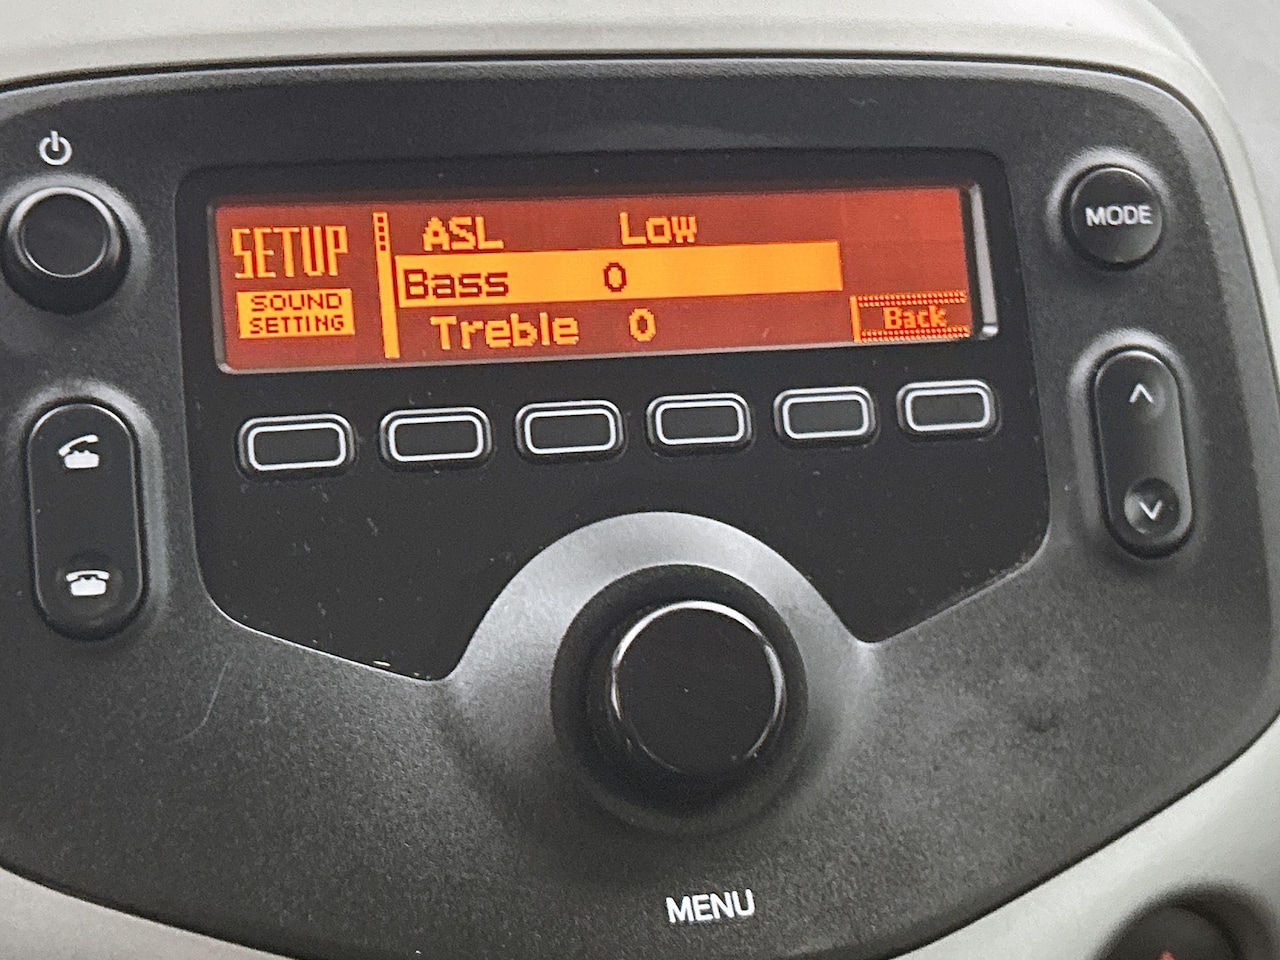 SETUP
SOUND
SETTING
ASL Low
Bass 0
Treble 0
Back
MODE
MENU